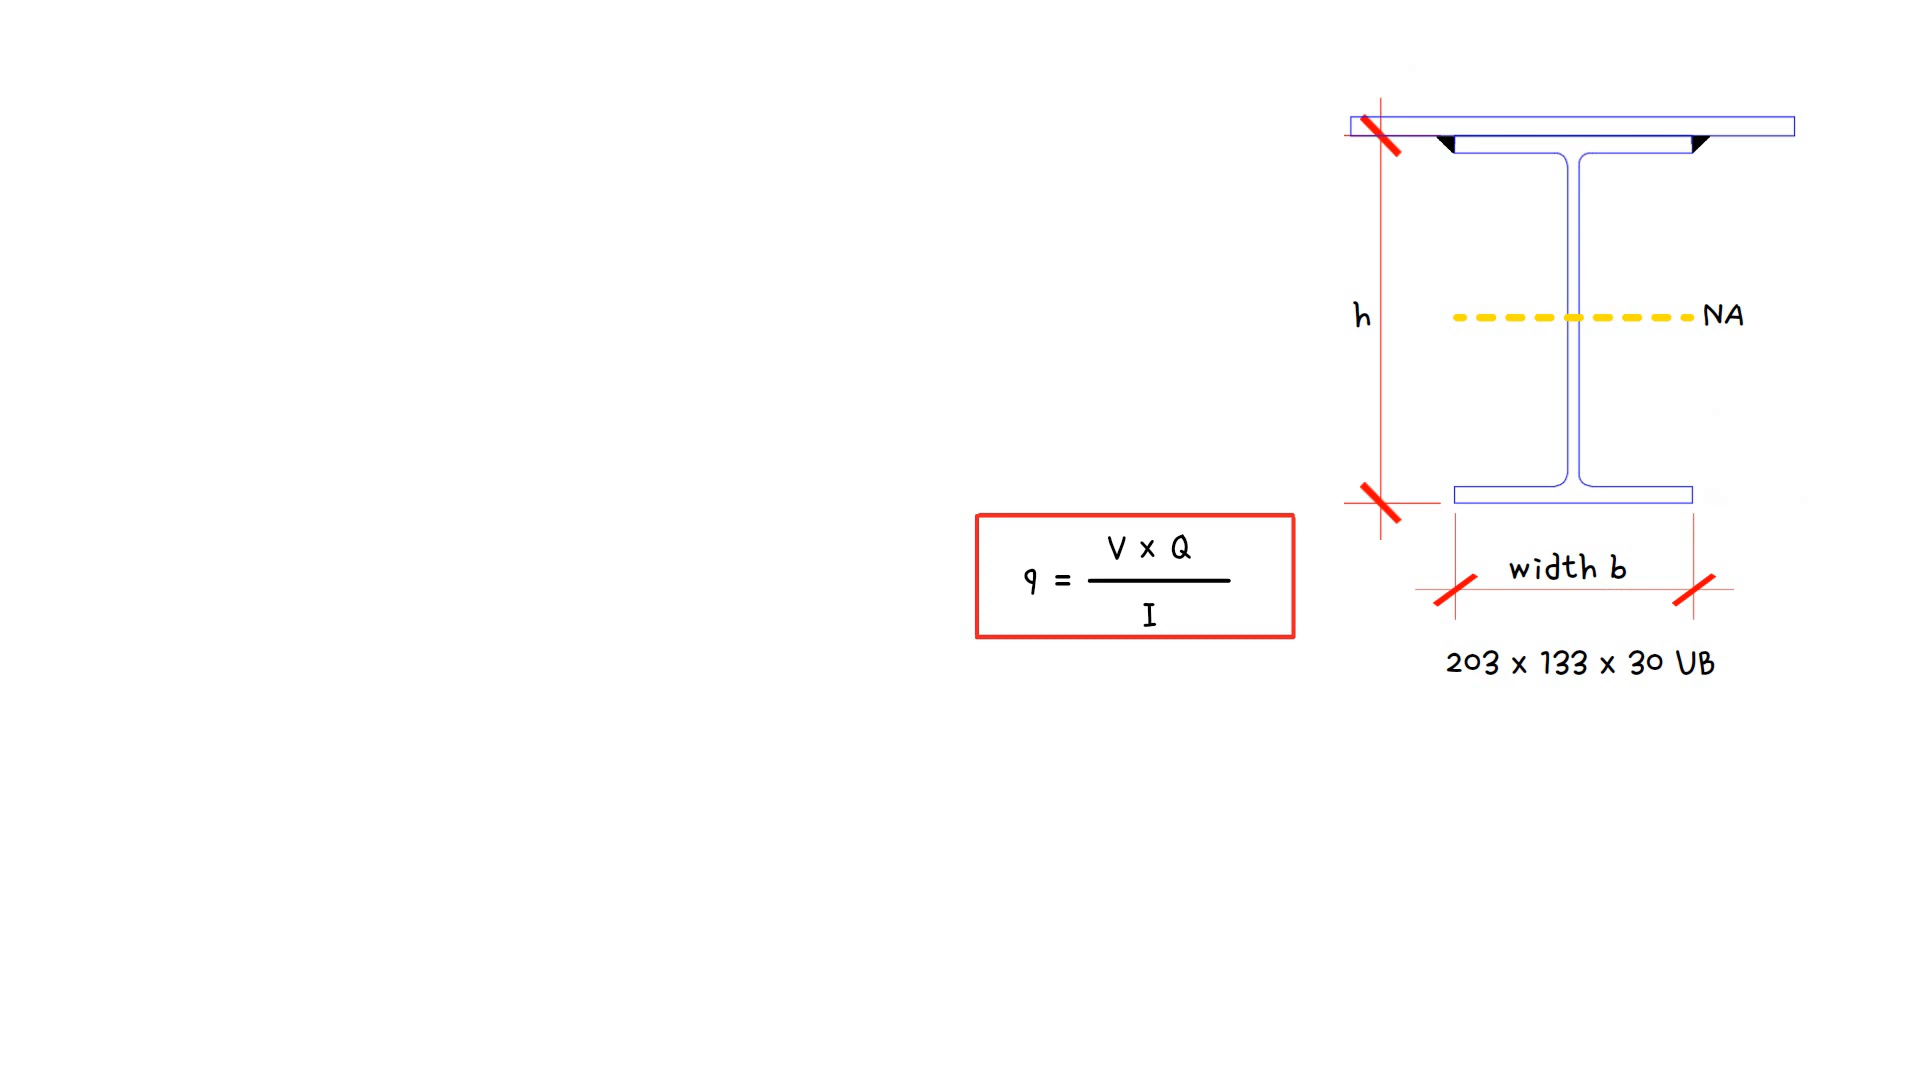 h
NA
V x Q
q =
I
width b
203 x 133 x 30 UB